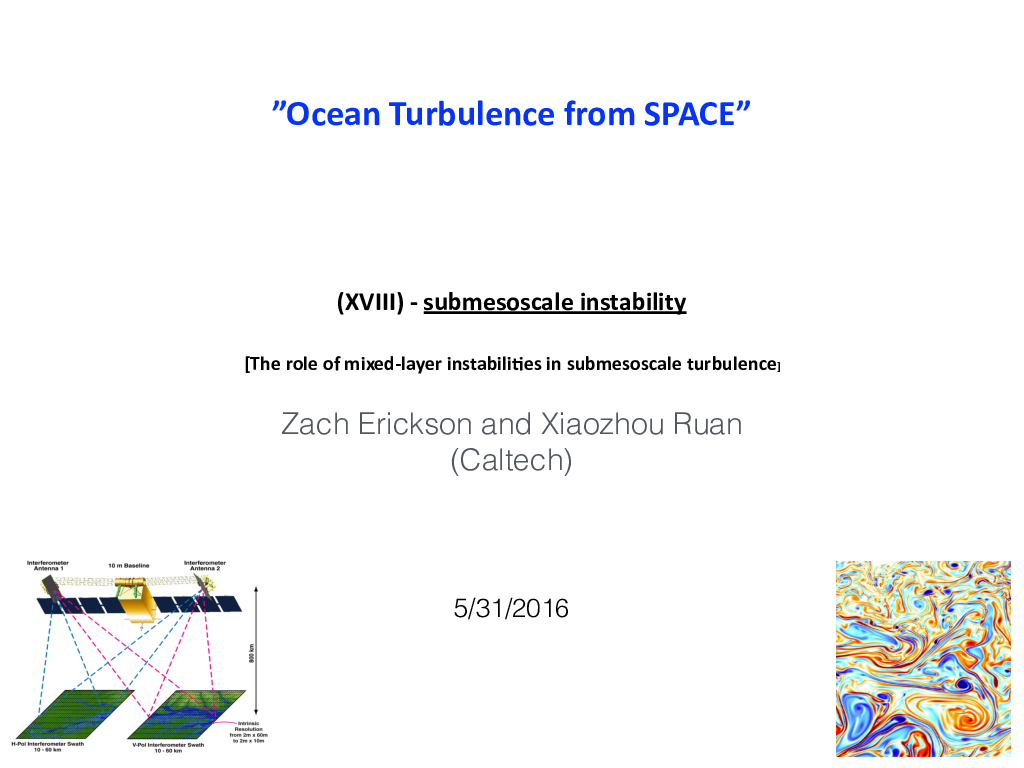 ”Ocean Turbulence from SPACE”
(XVIII) - submesoscale instability
[The role of mixed-layer instabilities in submesoscale turbulence]
Zach Erickson and Xiaozhou Ruan
(Caltech)
5/31/2016
Interferometer
Antenna 1
10 m Baseline
Interferometer
Antenna 2
800 km
Intrinsic
Resolution
from 2m x 60m
to 2m x 10m
H-Pol Interferometer Swath
10 - 60 km
V-Pol Interferometer Swath
10 - 60 km